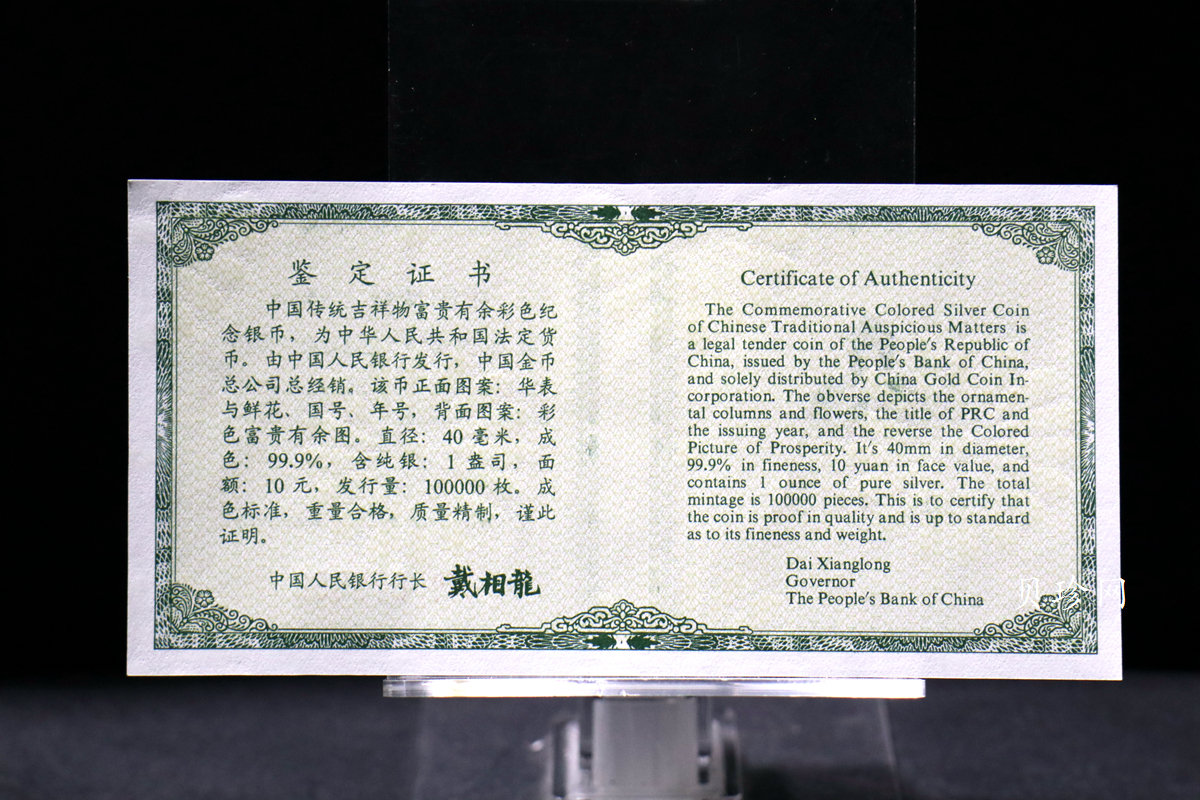 鉴定证书
中国传统吉祥物富贵有余彩色纪
念银币，为中华人民共和国法定货
币。由中国人民银行发行，中国金币
总公司总经销。该币正面图案：华表
与鲜花、国号、年号，背面图案：彩
色富贵有余图。直径：40毫米，成
色：99.9%，含纯银：1盎司，面
额：10元，发行量：100000枚。成
色标准，重量合格，质量精制，谨此
证明。
中国人民银行行长 戴相龍
Certificate of Authenticity
The Commemorative Colored Silver Coin
of Chinese Traditional Auspicious Matters is
a legal tender coin of the People's Republic of
China, issued by the People's Bank of China,
and solely distributed by China Gold Coin In-
corporation. The obverse depicts the ornamen-
tal columns and flowers, the title of PRC and
the issuing year, and the reverse the Colored
Picture of Prosperity. It's 40mm in diameter,
99.9% in fineness, 10 yuan in face value, and
contains 1 ounce of pure silver. The total
mintage is 100000 pieces. This is to certify that
the coin is proof in quality and is up to standard
as to its fineness and weight.
Dai Xianglong
Governor
The People's Bank of China
贝珍网